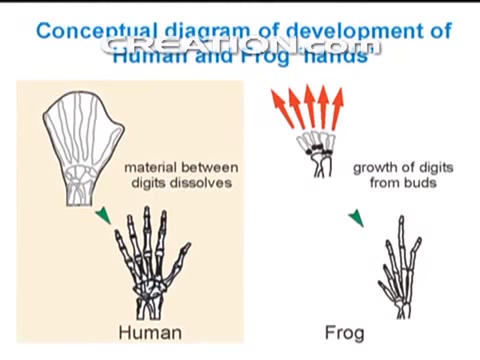 Conceptual diagram of development of
CREATION.com
Human and Frog "hands"
material between
digits dissolves
growth of digits
from buds
Human
Frog